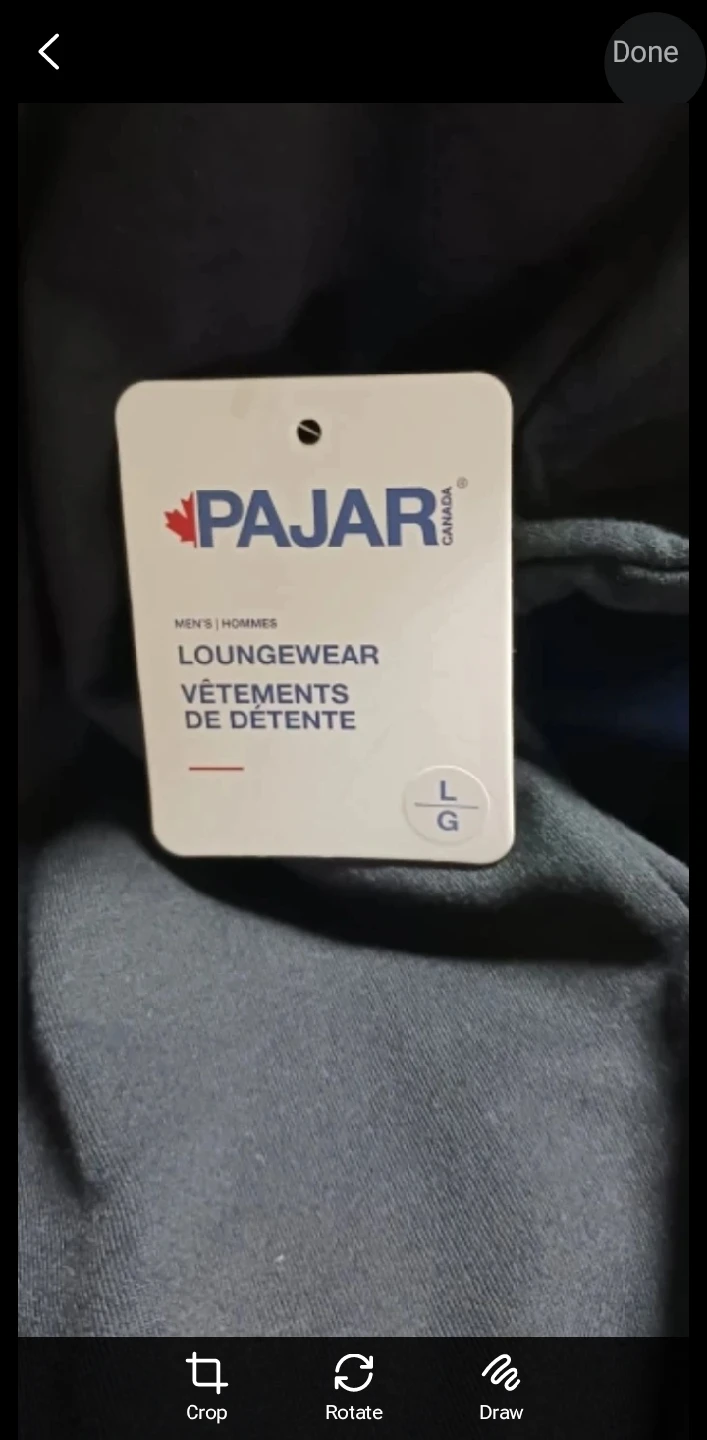 Done
PAJAR
CANADA
®
MEN'S | HOMMES
LOUNGEWEAR
VÊTEMENTS
DE DÉTENTE
L
G
Crop
Rotate
Draw